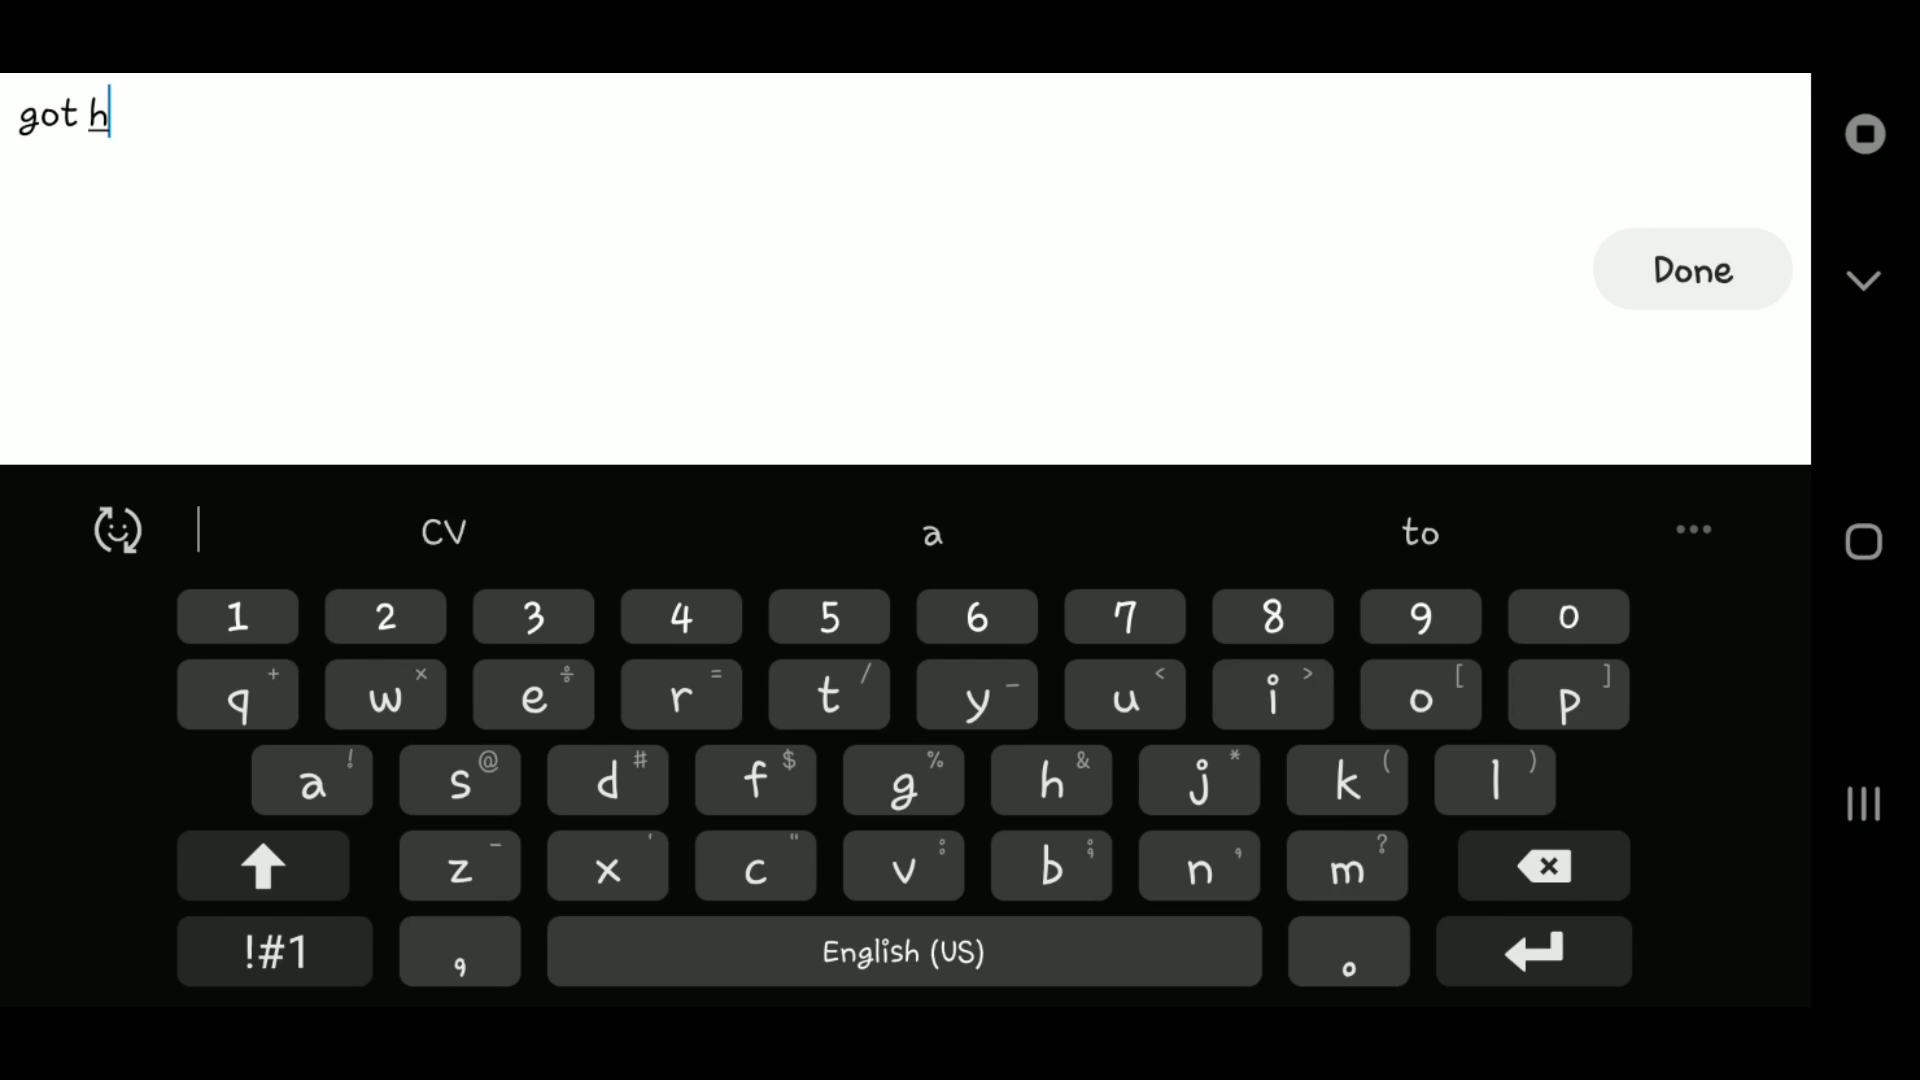 got h
Done
CV a to
1 2 3 4 5 6 7 8 9 0
q + w × e ÷ r = t / y _ u < i > o [ p ]
a ! s @ d # f $ g % h & j * k ( l )
z - x ' c " v : b ; n , m ?
!#1 , English (US) .